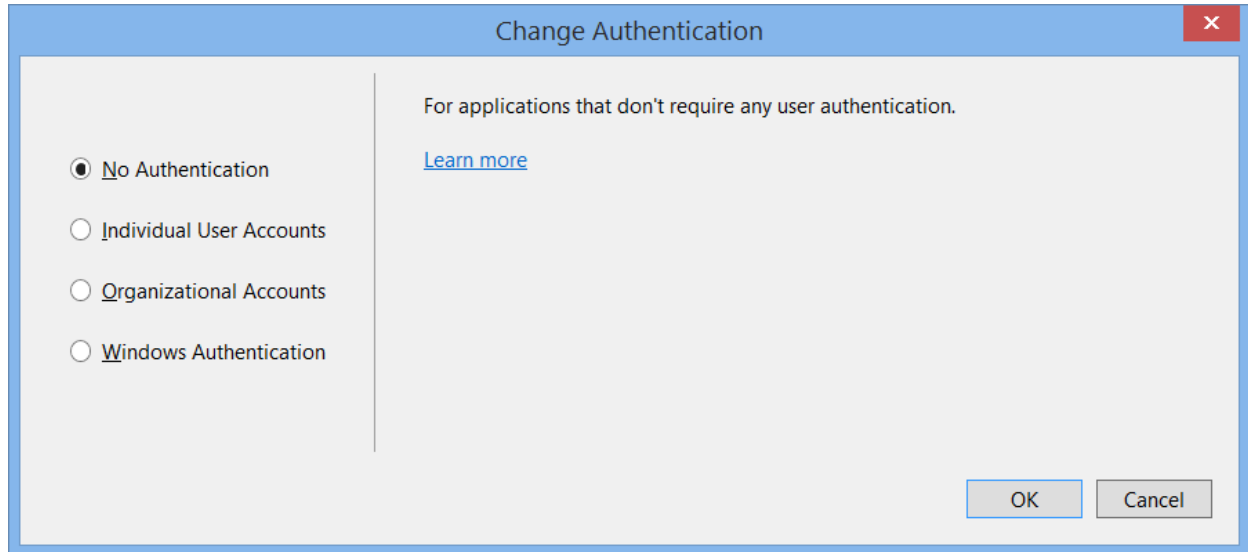 Change Authentication
For applications that don't require any user authentication.
Learn more
No Authentication
Individual User Accounts
Organizational Accounts
Windows Authentication
OK
Cancel